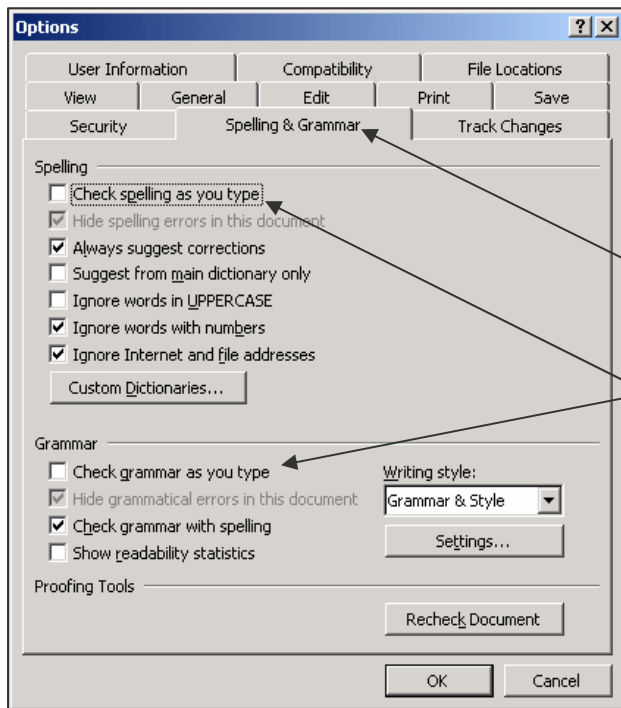 Options
User Information Compatibility File Locations
View General Edit Print Save
Security Spelling & Grammar Track Changes
Spelling
Check spelling as you type
Hide spelling errors in this document
Always suggest corrections
Suggest from main dictionary only
Ignore words in UPPERCASE
Ignore words with numbers
Ignore Internet and file addresses
Custom Dictionaries...
Grammar
Check grammar as you type Writing style:
Hide grammatical errors in this document Grammar & Style
Check grammar with spelling Settings...
Show readability statistics
Proofing Tools
Recheck Document
OK Cancel